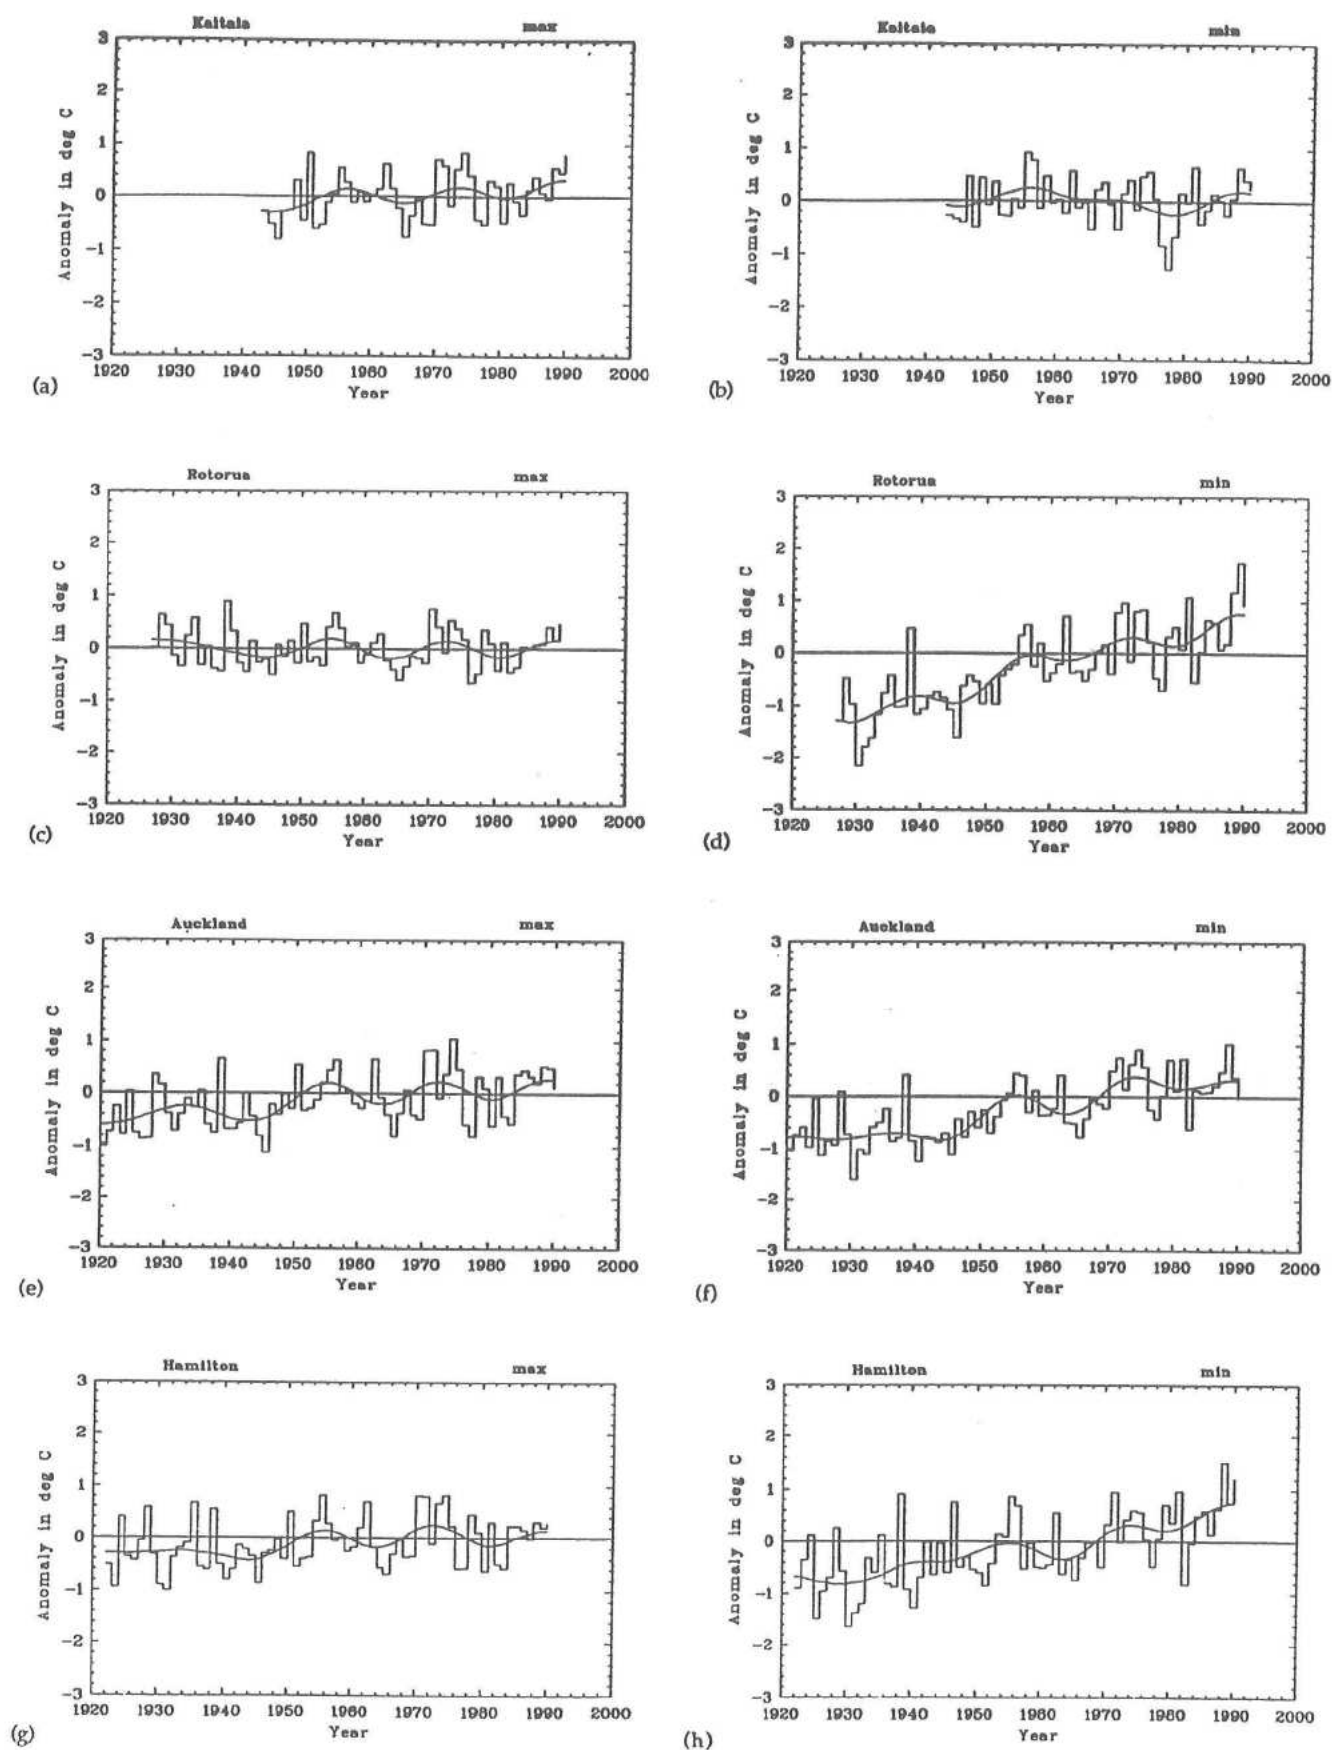 Kaitaia max
3
2
1
0
-1
-2
-3
Anomaly in deg C
1920 1930 1940 1950 1960 1970 1980 1990 2000
Year
(a)
Kaitaia min
3
2
1
0
-1
-2
-3
Anomaly in deg C
1920 1930 1940 1950 1960 1970 1980 1990 2000
Year
(b)
Rotorua max
3
2
1
0
-1
-2
-3
Anomaly in deg C
1920 1930 1940 1950 1960 1970 1980 1990 2000
Year
(c)
Rotorua min
3
2
1
0
-1
-2
-3
Anomaly in deg C
1920 1930 1940 1950 1960 1970 1980 1990 2000
Year
(d)
Auckland max
3
2
1
0
-1
-2
-3
Anomaly in deg C
1920 1930 1940 1950 1960 1970 1980 1990 2000
Year
(e)
Auckland min
3
2
1
0
-1
-2
-3
Anomaly in deg C
1920 1930 1940 1950 1960 1970 1980 1990 2000
Year
(f)
Hamilton max
3
2
1
0
-1
-2
-3
Anomaly in deg C
1920 1930 1940 1950 1960 1970 1980 1990 2000
Year
(g)
Hamilton min
3
2
1
0
-1
-2
-3
Anomaly in deg C
1920 1930 1940 1950 1960 1970 1980 1990 2000
Year
(h)